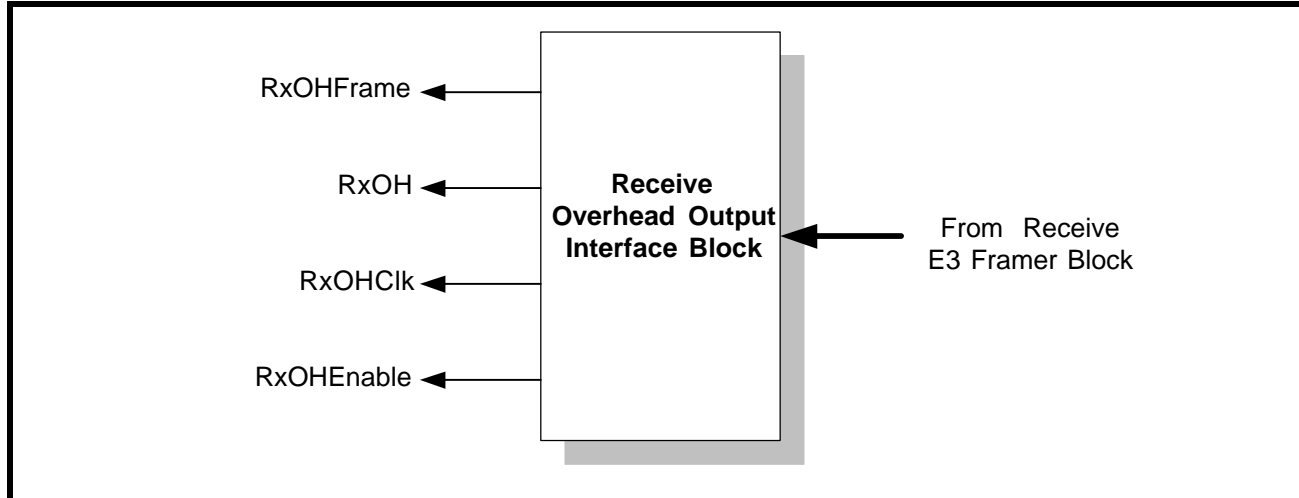 RxOHFrame
RxOH
RxOHClk
RxOHEnable
Receive
Overhead Output
Interface Block
From Receive
E3 Framer Block